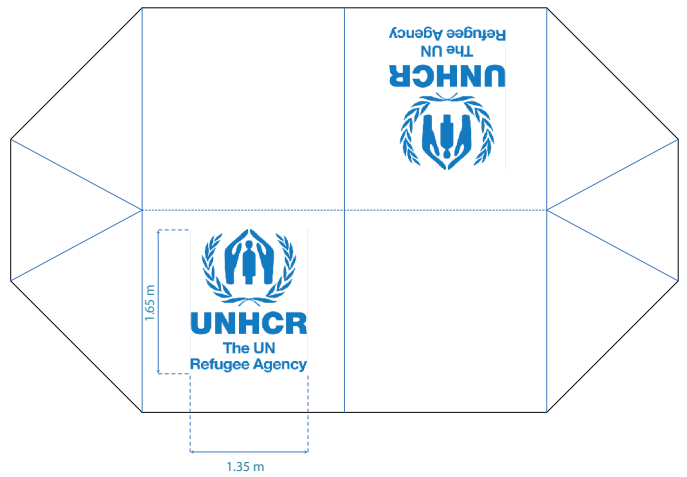 Refugee Agency
The UN
UNHCR
1.65 m
UNHCR
The UN
Refugee Agency
1.35 m